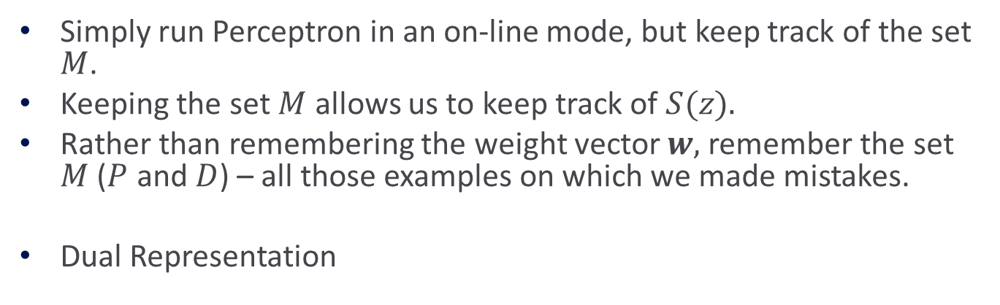 • Simply run Perceptron in an on-line mode, but keep track of the set
M.
• Keeping the set M allows us to keep track of S(z).
• Rather than remembering the weight vector w, remember the set
M (P and D) – all those examples on which we made mistakes.
• Dual Representation